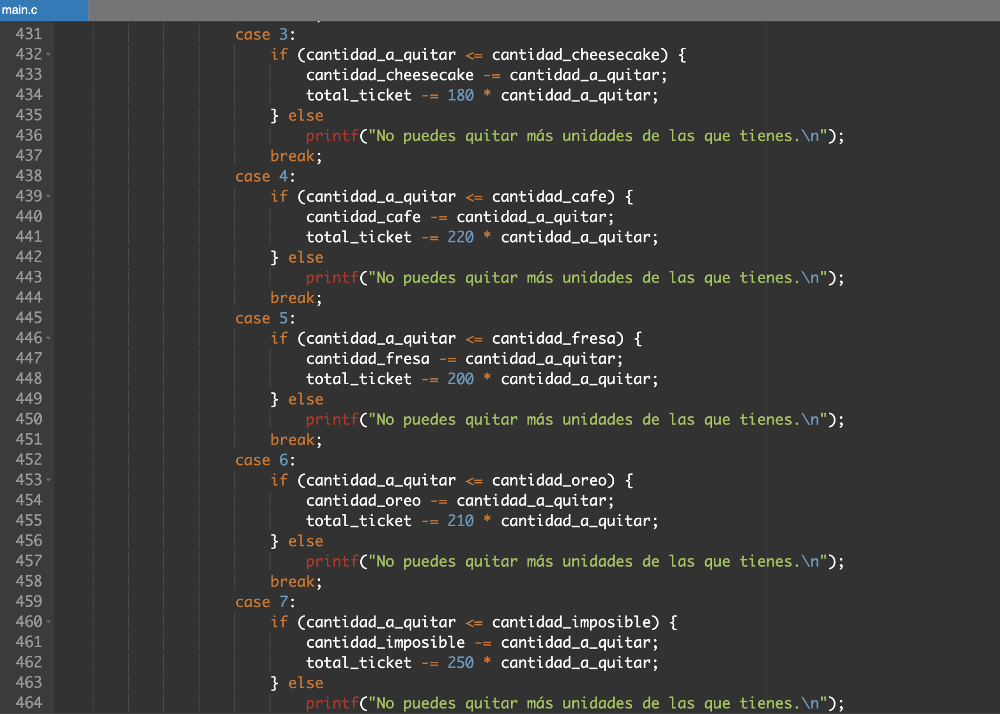 main.c
431 case 3:
432 if (cantidad_a_quitar <= cantidad_cheesecake) {
433 cantidad_cheesecake -= cantidad_a_quitar;
434 total_ticket -= 180 * cantidad_a_quitar;
435 } else
436 printf("No puedes quitar más unidades de las que tienes.\n");
437 break;
438 case 4:
439 if (cantidad_a_quitar <= cantidad_cafe) {
440 cantidad_cafe -= cantidad_a_quitar;
441 total_ticket -= 220 * cantidad_a_quitar;
442 } else
443 printf("No puedes quitar más unidades de las que tienes.\n");
444 break;
445 case 5:
446 if (cantidad_a_quitar <= cantidad_fresa) {
447 cantidad_fresa -= cantidad_a_quitar;
448 total_ticket -= 200 * cantidad_a_quitar;
449 } else
450 printf("No puedes quitar más unidades de las que tienes.\n");
451 break;
452 case 6:
453 if (cantidad_a_quitar <= cantidad_oreo) {
454 cantidad_oreo -= cantidad_a_quitar;
455 total_ticket -= 210 * cantidad_a_quitar;
456 } else
457 printf("No puedes quitar más unidades de las que tienes.\n");
458 break;
459 case 7:
460 if (cantidad_a_quitar <= cantidad_imposible) {
461 cantidad_imposible -= cantidad_a_quitar;
462 total_ticket -= 250 * cantidad_a_quitar;
463 } else
464 printf("No puedes quitar más unidades de las que tienes.\n");